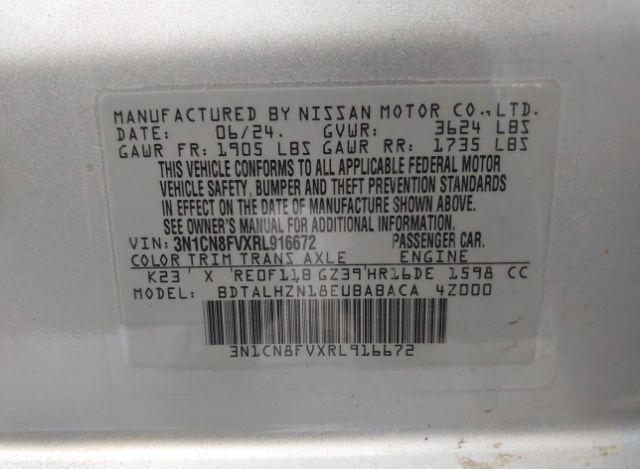 MANUFACTURED BY NISSAN MOTOR CO.,LTD.
DATE: 06/24. GVWR: 3624 LBS
GAWR FR: 1905 LBS GAWR RR: 1735 LBS
THIS VEHICLE CONFORMS TO ALL APPLICABLE FEDERAL MOTOR
VEHICLE SAFETY, BUMPER AND THEFT PREVENTION STANDARDS
IN EFFECT ON THE DATE OF MANUFACTURE SHOWN ABOVE.
SEE OWNER'S MANUAL FOR ADDITIONAL INFORMATION
VIN: 3N1CN8FVXRL916672 PASSENGER CAR.
COLOR TRIM TRANS AXLE ENGINE
K23 X RE0F11B GZ39 HR16DE 1598 CC
MODEL: BDTALHZN18EUBABACA 4Z000
3N1CN8FVXRL916672